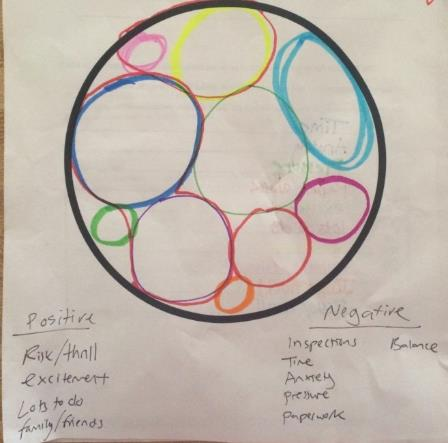 Positive
Risk/thrill
excitement
Lots to do
family/friends
Negative
Inspections Balance
Time
Anxiety
pressure
paperwork